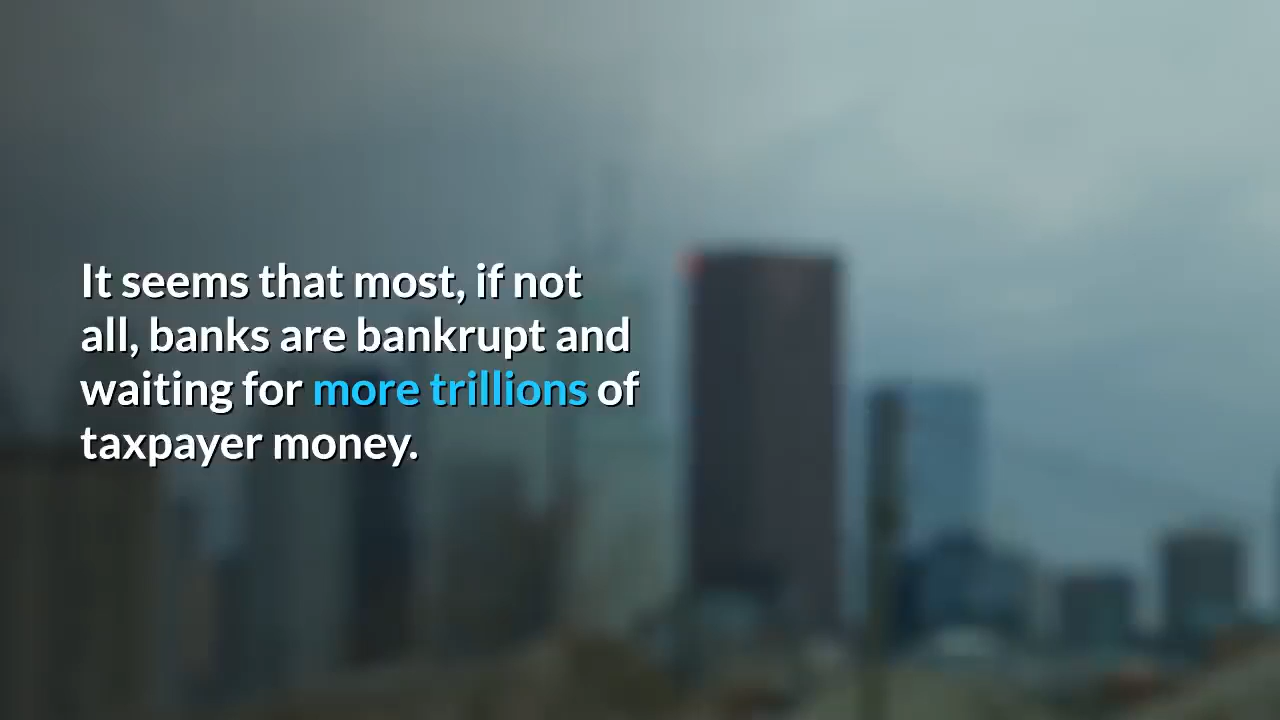 It seems that most, if not
all, banks are bankrupt and
waiting for more trillions of
taxpayer money.